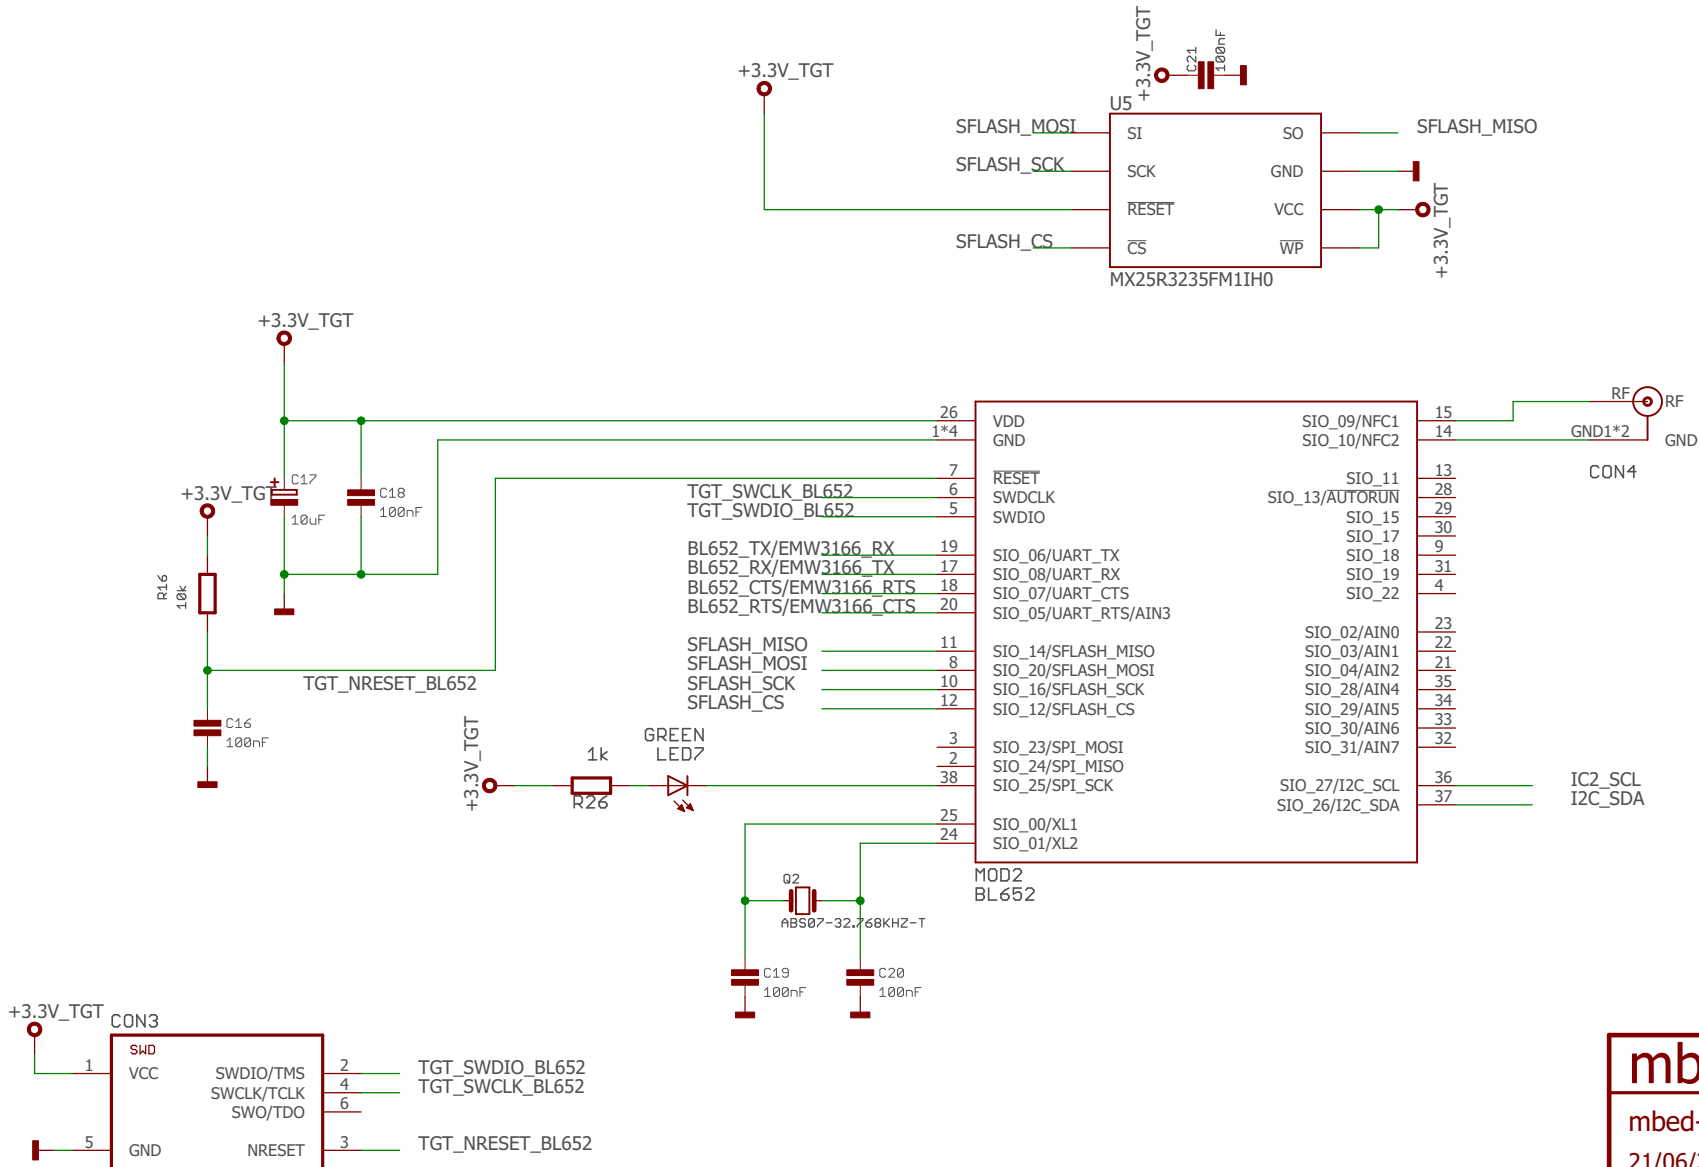 +3.3V_TGT
C21
100nF
+3.3V_TGT
U5
SFLASH_MOSI
SI
SO
SFLASH_MISO
SFLASH_SCK
SCK
GND
RESET
VCC
+3.3V_TGT
SFLASH_CS
CS
WP
MX25R3235FM1IH0
+3.3V_TGT
26
VDD
SIO_09/NFC1
15
RF
RF
1*4
GND
SIO_10/NFC2
14
GND1*2
GND
CON4
7
RESET
SIO_11
13
TGT_SWCLK_BL652
6
SWDCLK
SIO_13/AUTORUN
28
TGT_SWDIO_BL652
5
SWDIO
SIO_15
29
SIO_17
30
BL652_TX/EMW3166_RX
19
SIO_06/UART_TX
SIO_18
9
BL652_RX/EMW3166_TX
17
SIO_08/UART_RX
SIO_19
31
BL652_CTS/EMW3166_RTS
18
SIO_07/UART_CTS
SIO_22
4
BL652_RTS/EMW3166_CTS
20
SIO_05/UART_RTS/AIN3
SIO_02/AIN0
23
SFLASH_MISO
11
SIO_14/SFLASH_MISO
SIO_03/AIN1
22
SFLASH_MOSI
8
SIO_20/SFLASH_MOSI
SIO_04/AIN2
21
SFLASH_SCK
10
SIO_16/SFLASH_SCK
SIO_28/AIN4
35
SFLASH_CS
12
SIO_12/SFLASH_CS
SIO_29/AIN5
34
SIO_30/AIN6
33
3
SIO_23/SPI_MOSI
SIO_31/AIN7
32
2
SIO_24/SPI_MISO
38
SIO_25/SPI_SCK
SIO_27/I2C_SCL
36
IC2_SCL
SIO_26/I2C_SDA
37
I2C_SDA
25
SIO_00/XL1
24
SIO_01/XL2
MOD2
BL652
C17
10uF
C18
100nF
+3.3V_TGT
R16
10k
TGT_NRESET_BL652
C16
100nF
+3.3V_TGT
1k
R26
GREEN
LED7
Q2
ABS07-32.768KHZ-T
C19
100nF
C20
100nF
+3.3V_TGT
CON3
SWD
1
VCC
SWDIO/TMS
2
TGT_SWDIO_BL652
SWCLK/TCLK
4
TGT_SWCLK_BL652
SWO/TDO
6
5
GND
NRESET
3
TGT_NRESET_BL652
mb
mbed-
21/06/